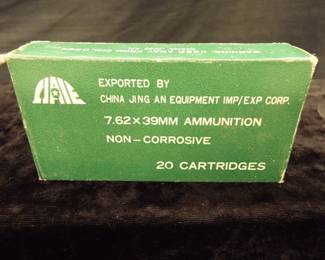 EXPORTED BY
CHINA JING AN EQUIPMENT IMP/EXP CORP.
7.62×39MM AMMUNITION
NON-CORROSIVE
20 CARTRIDGES